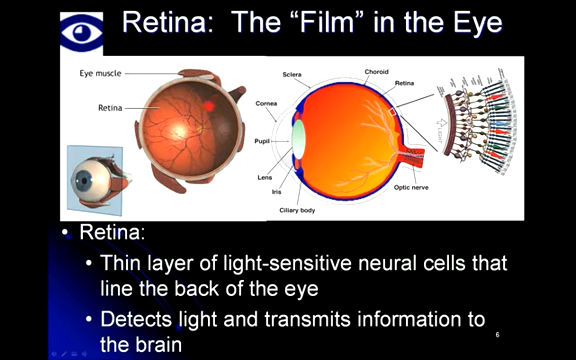 Retina: The “Film” in the Eye
Eye muscle
Retina
Sclera
Choroid
Retina
Cornea
Pupil
Lens
Iris
Ciliary body
Optic nerve
LIGHT
• Retina:
• Thin layer of light-sensitive neural cells that
line the back of the eye
• Detects light and transmits information to
the brain
6